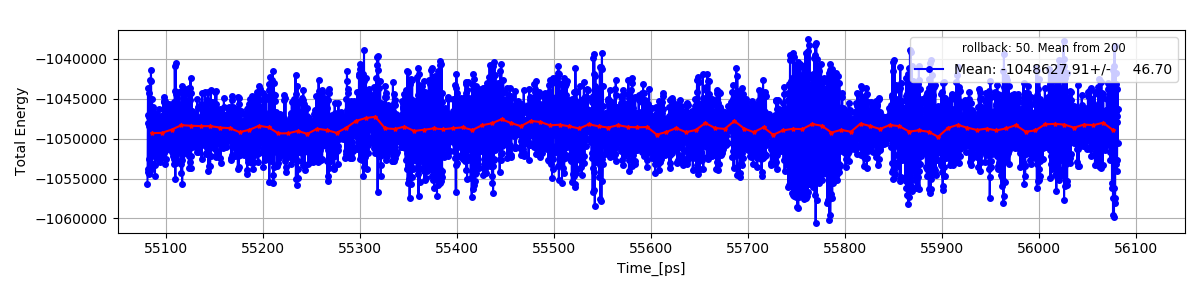 rollback: 50. Mean from 200
Mean: -1048627.91+/-    46.70
Total Energy
−1040000
−1045000
−1050000
−1055000
−1060000
55100 55200 55300 55400 55500 55600 55700 55800 55900 56000 56100
Time_[ps]